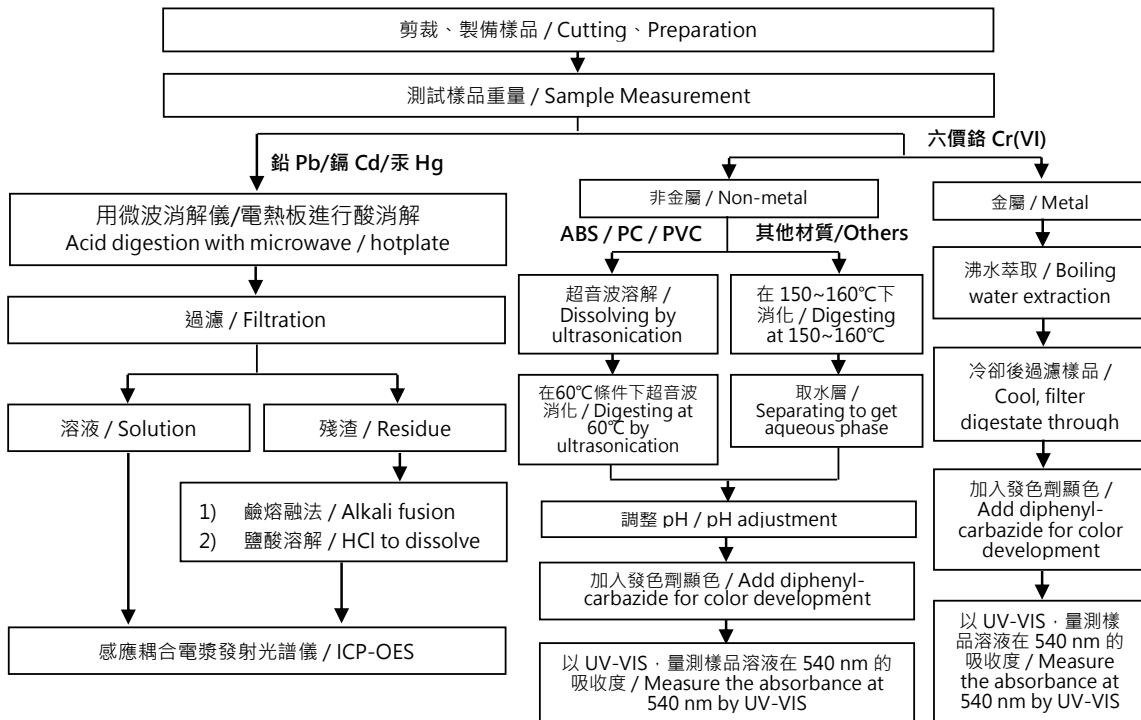 剪裁、製備樣品 / Cutting、Preparation
測試樣品重量 / Sample Measurement
鉛 Pb/鎘 Cd/汞 Hg
六價鉻 Cr(VI)
用微波消解儀/電熱板進行酸消解
Acid digestion with microwave / hotplate
過濾 / Filtration
溶液 / Solution
殘渣 / Residue
1) 鹼熔融法 / Alkali fusion
2) 鹽酸溶解 / HCl to dissolve
感應耦合電漿發射光譜儀 / ICP-OES
非金屬 / Non-metal
ABS / PC / PVC
其他材質/Others
超音波溶解 /
Dissolving by
ultrasonication
在60℃條件下超音波
消化 / Digesting at
60℃ by
ultrasonication
在 150~160℃下
消化 / Digesting
at 150~160℃
取水層 /
Separating to get
aqueous phase
調整 pH / pH adjustment
加入發色劑顯色 / Add diphenyl-
carbazide for color development
以 UV-VIS，量測樣品溶液在 540 nm 的
吸收度 / Measure the absorbance at
540 nm by UV-VIS
金屬 / Metal
沸水萃取 / Boiling
water extraction
冷卻後過濾樣品 /
Cool, filter
digestate through
加入發色劑顯色 /
Add diphenyl-
carbazide for color
development
以 UV-VIS，量測樣
品溶液在 540 nm 的
吸收度 / Measure
the absorbance at
540 nm by UV-VIS